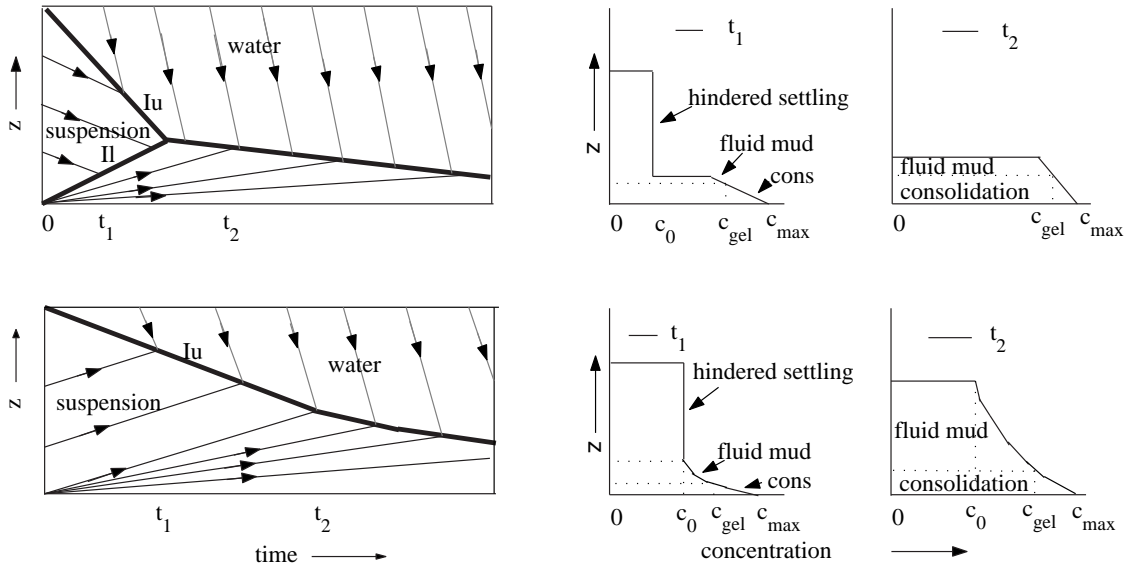 z
water
Iu
suspension
Il
0
t1
t2
t1
z
hindered settling
fluid mud
cons
0
c0
cgel
cmax
t2
fluid mud
consolidation
0
cgel
cmax
z
Iu
water
suspension
t1
t2
time
t1
z
hindered settling
fluid mud
cons
0
c0
cgel
cmax
t2
fluid mud
consolidation
0
c0
cgel
cmax
concentration